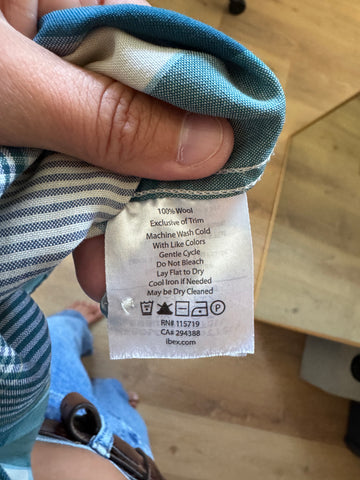 100% Wool
Exclusive of Trim
Machine Wash Cold
With Like Colors
Gentle Cycle
Do Not Bleach
Lay Flat to Dry
Cool Iron if Needed
May be Dry Cleaned
P
RN# 115719
CA# 294388
ibex.com